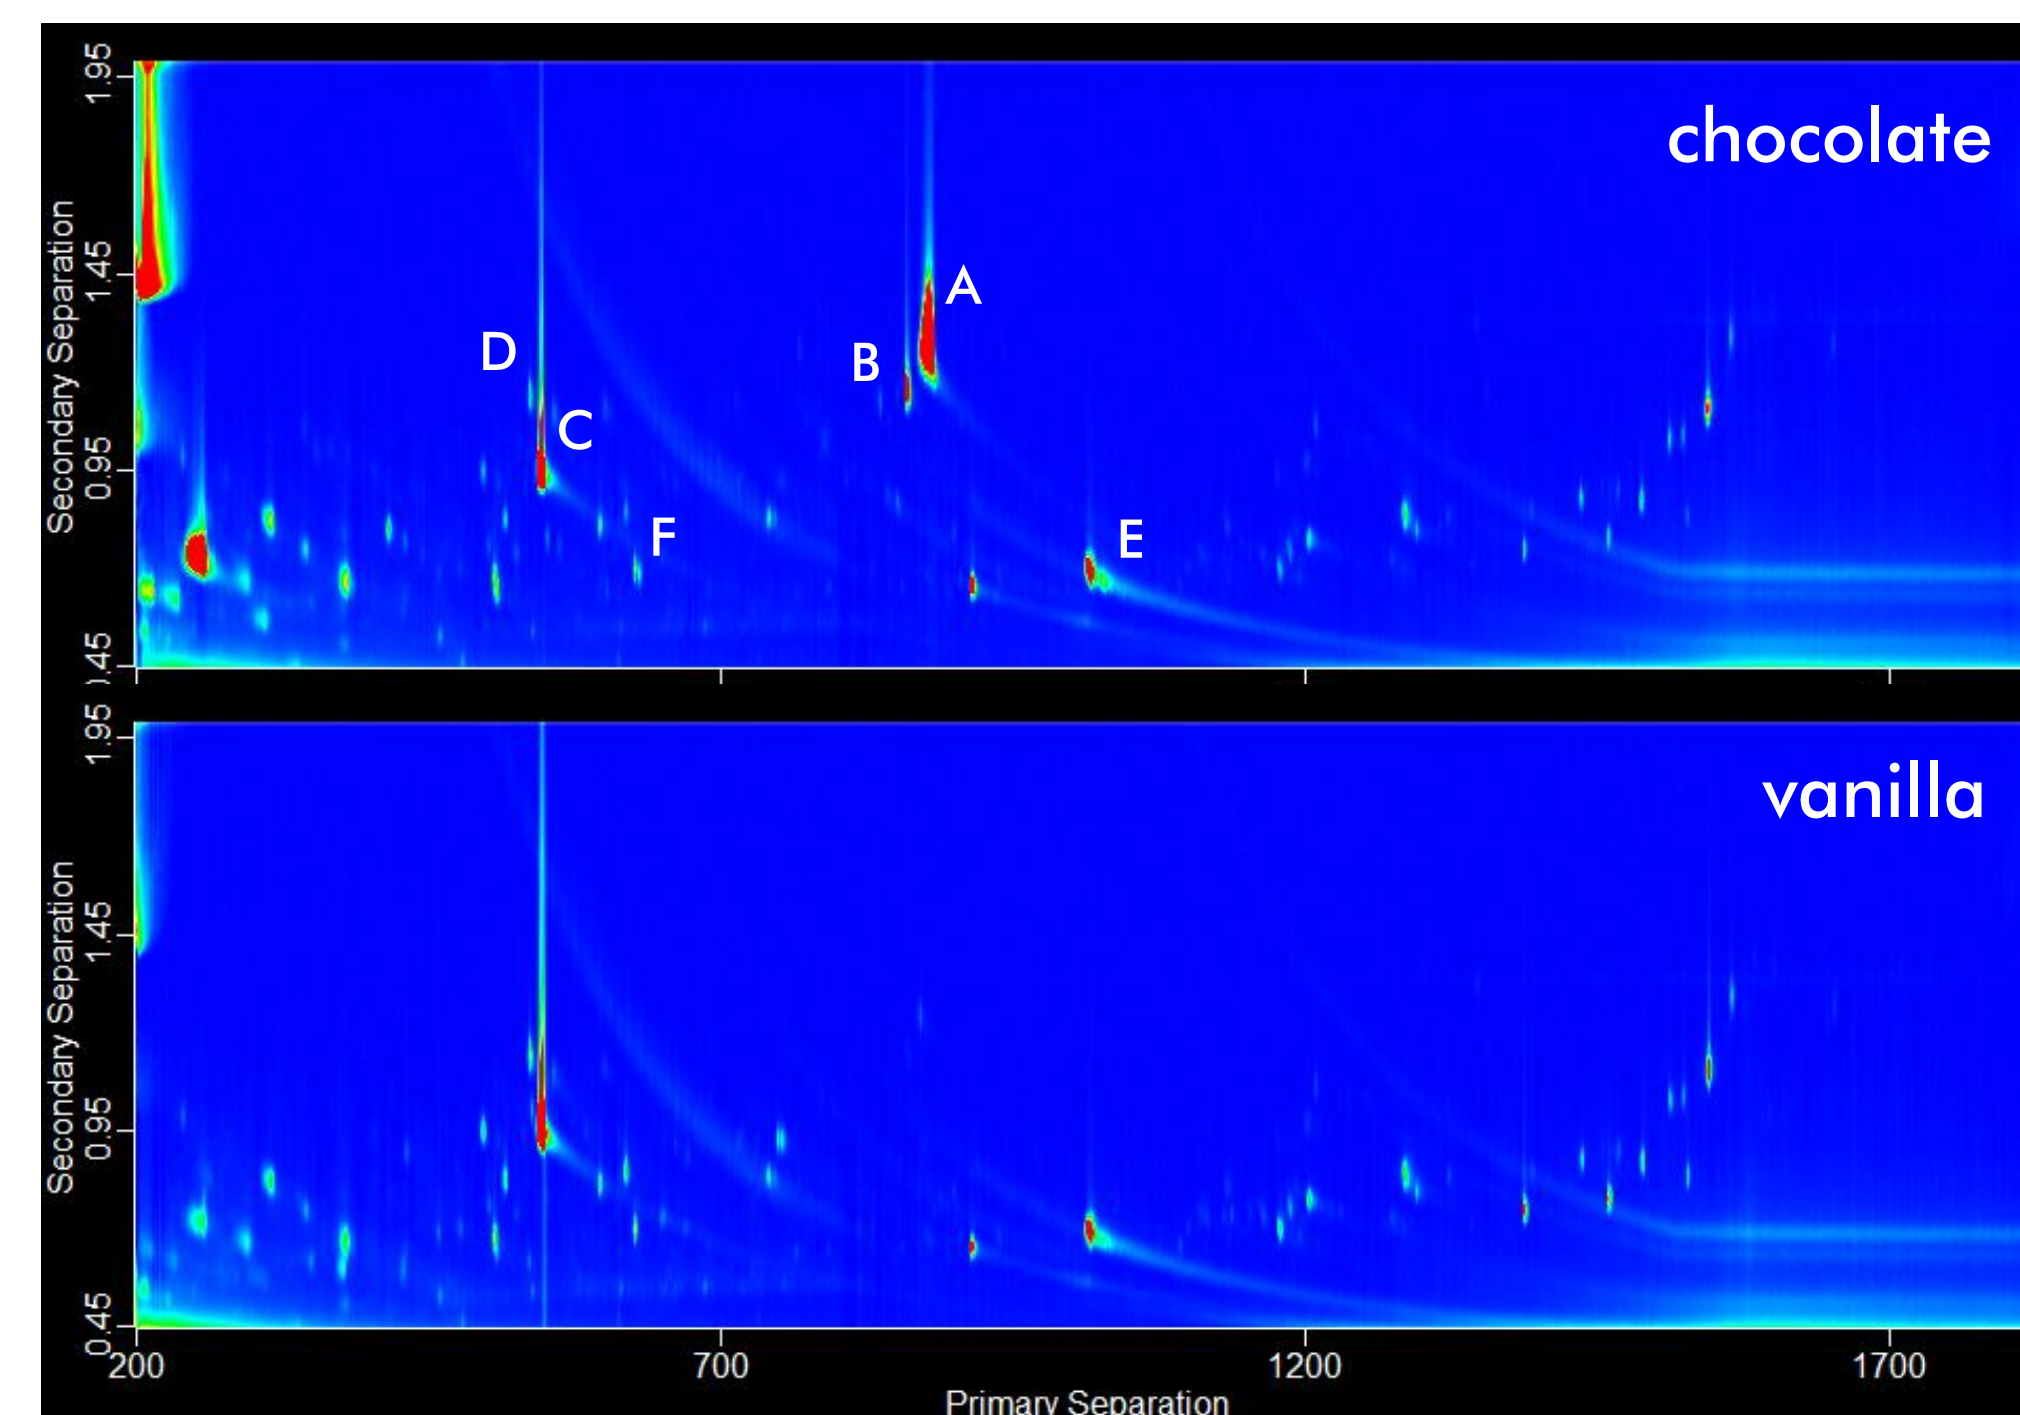 chocolate
1.95
1.45
0.95
).45
Secondary Separation
A
D
B
C
F
E
vanilla
1.95
1.45
0.95
0.45
Secondary Separation
200
700
1200
1700
Primary Separation